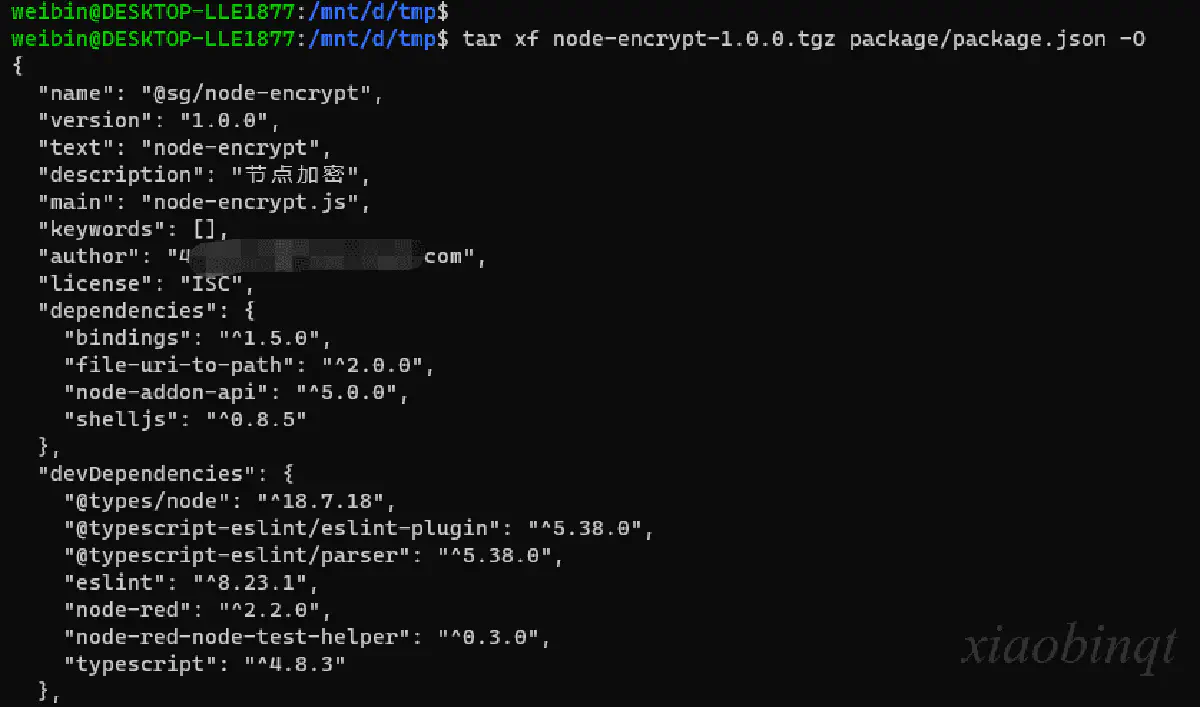 weibin@DESKTOP-LLE1877:/mnt/d/tmp$
weibin@DESKTOP-LLE1877:/mnt/d/tmp$ tar xf node-encrypt-1.0.0.tgz package/package.json -O
{
  "name": "@sg/node-encrypt",
  "version": "1.0.0",
  "text": "node-encrypt",
  "description": "节点加密",
  "main": "node-encrypt.js",
  "keywords": [],
  "author": "4 com",
  "license": "ISC",
  "dependencies": {
    "bindings": "^1.5.0",
    "file-uri-to-path": "^2.0.0",
    "node-addon-api": "^5.0.0",
    "shelljs": "^0.8.5"
  },
  "devDependencies": {
    "@types/node": "^18.7.18",
    "@typescript-eslint/eslint-plugin": "^5.38.0",
    "@typescript-eslint/parser": "^5.38.0",
    "eslint": "^8.23.1",
    "node-red": "^2.2.0",
    "node-red-node-test-helper": "^0.3.0",
    "typescript": "^4.8.3"
  },
xiaobinqt